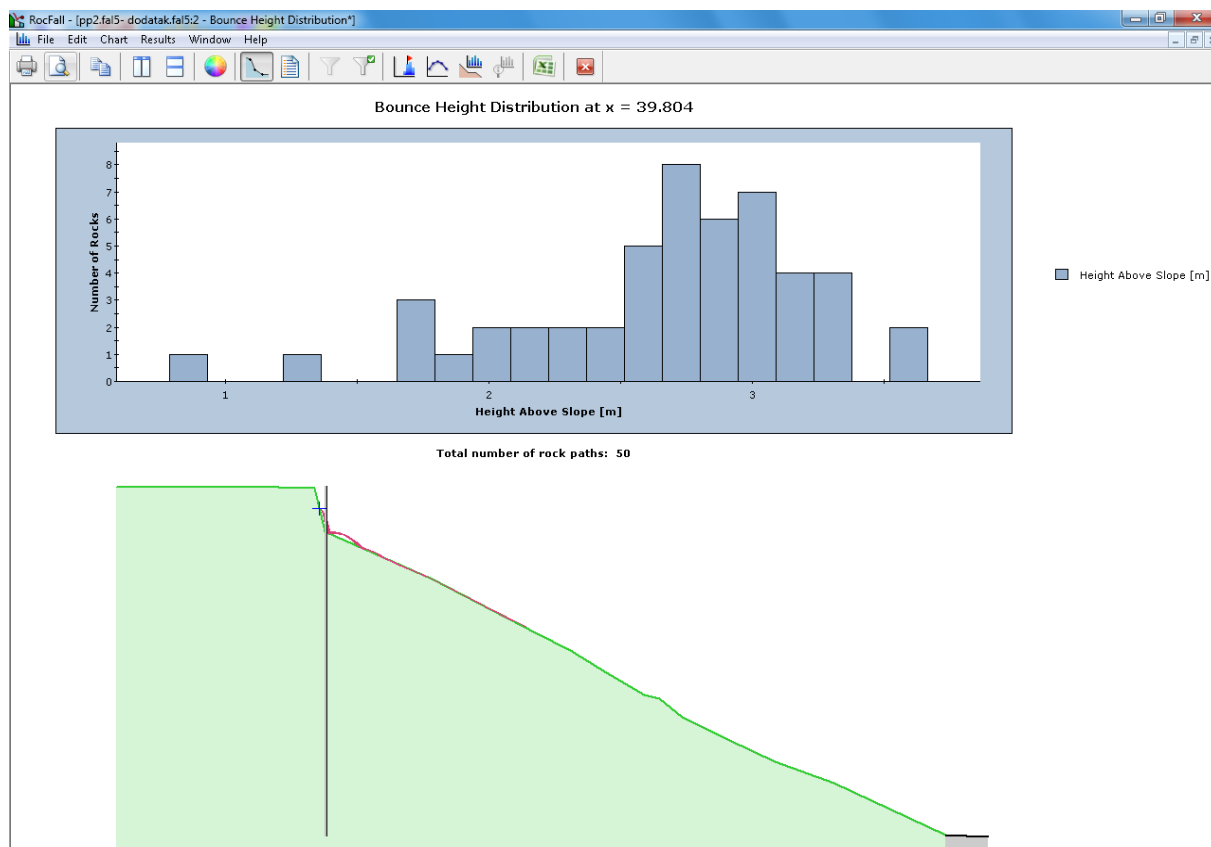 RocFall - [pp2.fal5- dodatak.fal5:2 - Bounce Height Distribution*]
File Edit Chart Results Window Help
Bounce Height Distribution at x = 39.804
8
7
6
5
4
3
2
1
0
Number of Rocks
1 2 3
Height Above Slope [m]
Height Above Slope [m]
Total number of rock paths: 50